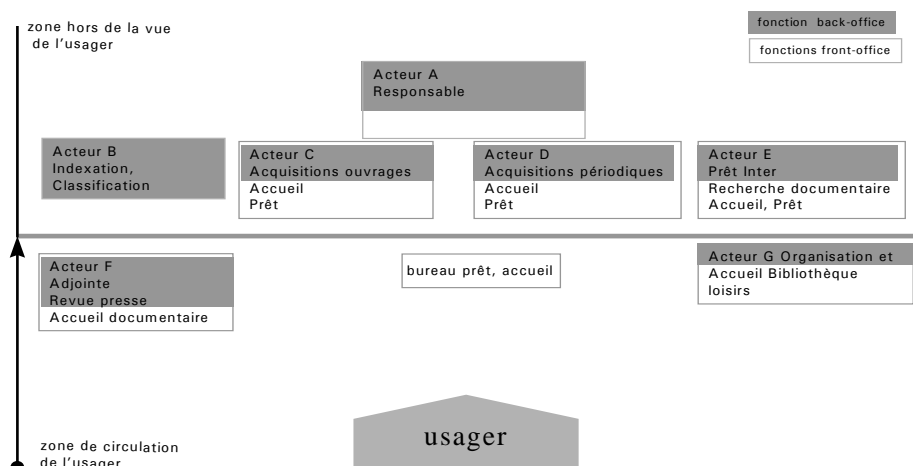 zone hors de la vue
de l'usager
fonction back-office
fonctions front-office
Acteur A
Responsable
Acteur B
Indexation,
Classification
Acteur C
Acquisitions ouvrages
Accueil
Prêt
Acteur D
Acquisitions périodiques
Accueil
Prêt
Acteur E
Prêt Inter
Recherche documentaire
Accueil, Prêt
Acteur F
Adjointe
Revue presse
Accueil documentaire
bureau prêt, accueil
Acteur G Organisation et
Accueil Bibliothèque
loisirs
usager
zone de circulation
de l'usager